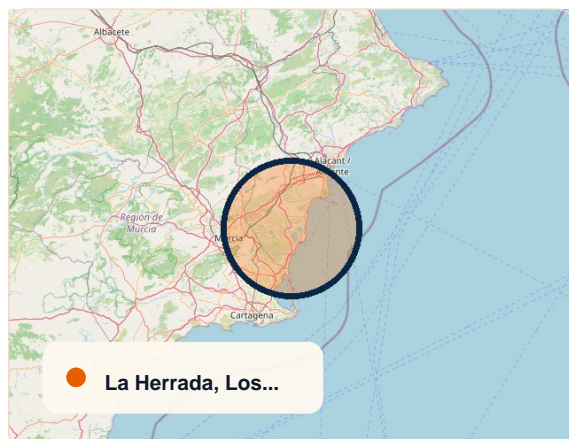 Albacete
Alacant /
Alicante
Región de
Murcia
Murcia
Cartagena
La Herrada, Los...